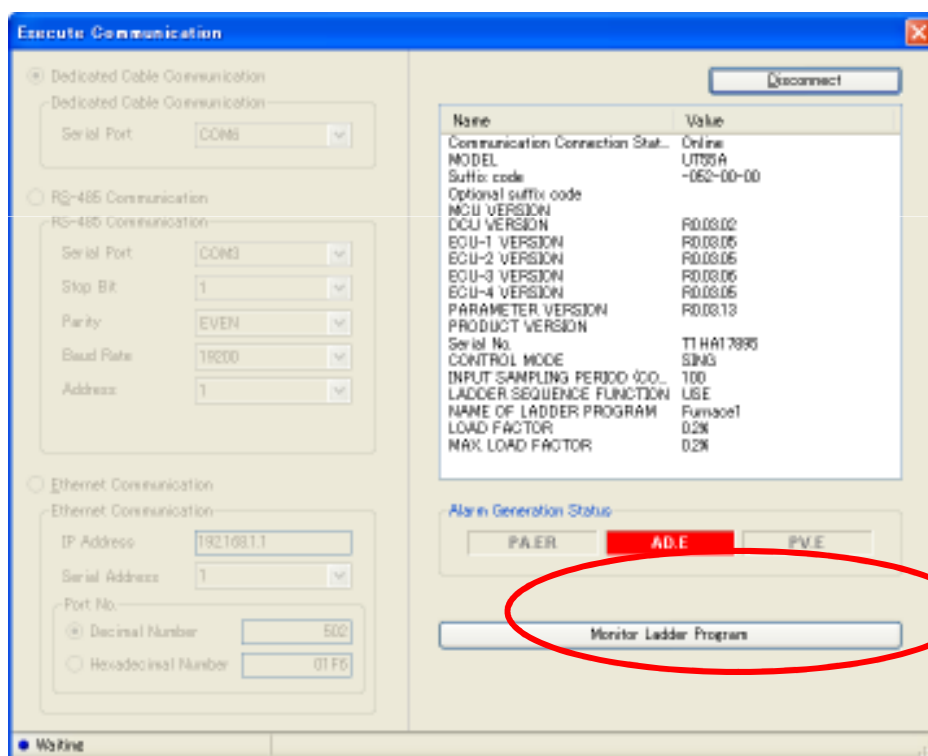 Execute Communication
Dedicated Cable Communication
Dedicated Cable Communication
Serial Port COM6
RS-485 Communication
RS-485 Communication
Serial Port COM3
Stop Bit 1
Parity EVEN
Baud Rate 19200
Address 1
Ethernet Communication
Ethernet Communication
IP Address 192.168.1.1
Serial Address 1
Port No.
Decimal Number 502
Hexadecimal Number 01F6
Disconnect
Name Value
Communication Connection Stat... Online
MODEL UT55A
Suffix code -052-00-00
Optional suffix code
MCU VERSION
DCU VERSION R0.03.02
ECU-1 VERSION R0.03.05
ECU-2 VERSION R0.03.05
ECU-3 VERSION R0.03.06
ECU-4 VERSION R0.03.05
PARAMETER VERSION R0.03.13
PRODUCT VERSION
Serial No. T1HA17895
CONTROL MODE SING
INPUT SAMPLING PERIOD (CO... 100
LADDER SEQUENCE FUNCTION USE
NAME OF LADDER PROGRAM Furnace1
LOAD FACTOR 0.2%
MAX. LOAD FACTOR 0.2%
Alarm Generation Status
PA.ER AD.E PV.E
Monitor Ladder Program
Waiting